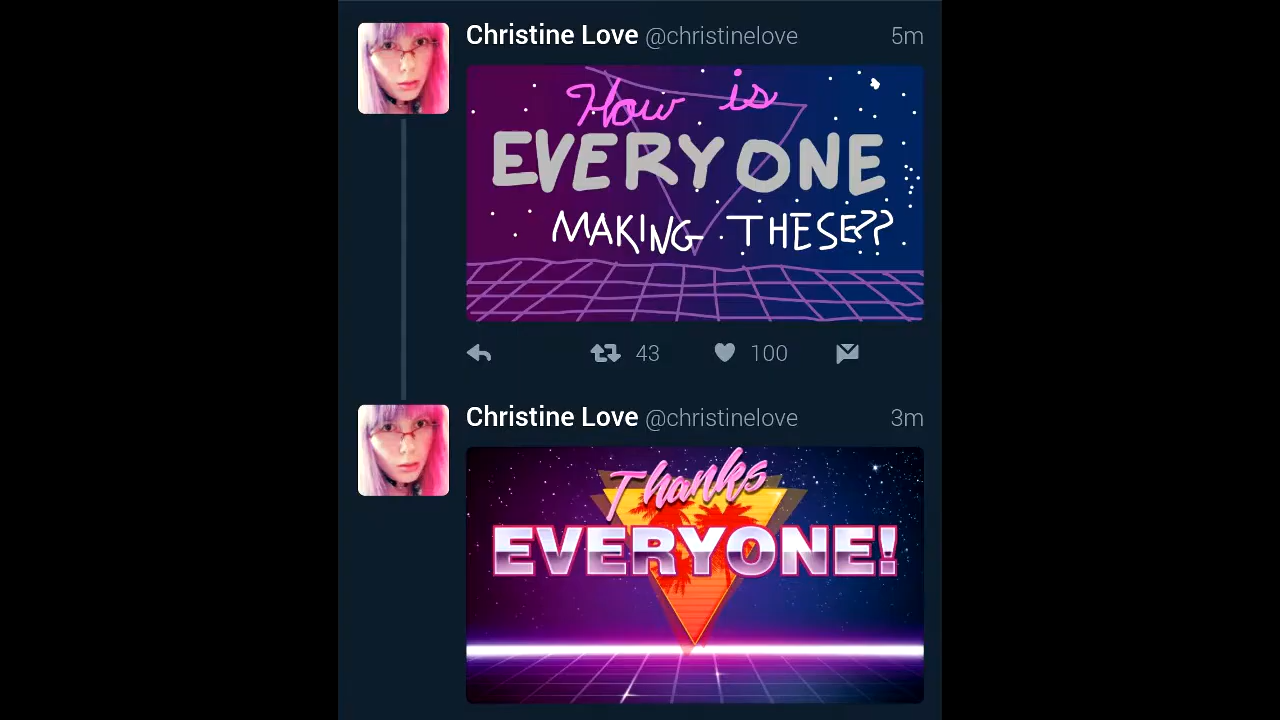 Christine Love @christinelove 5m
How is
EVERYONE
MAKING THESE??
43 100
Christine Love @christinelove 3m
Thanks
EVERYONE!